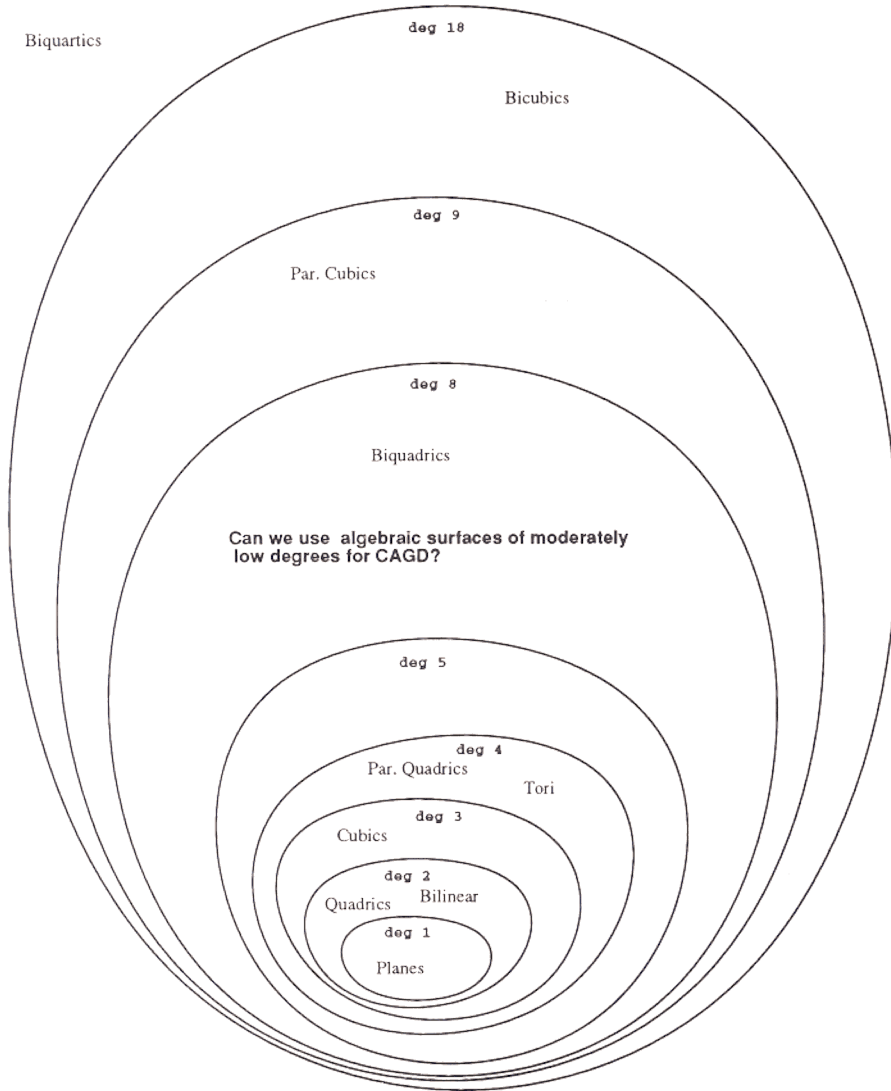 deg 18
Biquartics
Bicubics
deg 9
Par. Cubics
deg 8
Biquadrics
Can we use algebraic surfaces of moderately
low degrees for CAGD?
deg 5
deg 4
Par. Quadrics
Tori
deg 3
Cubics
deg 2
Quadrics Bilinear
deg 1
Planes